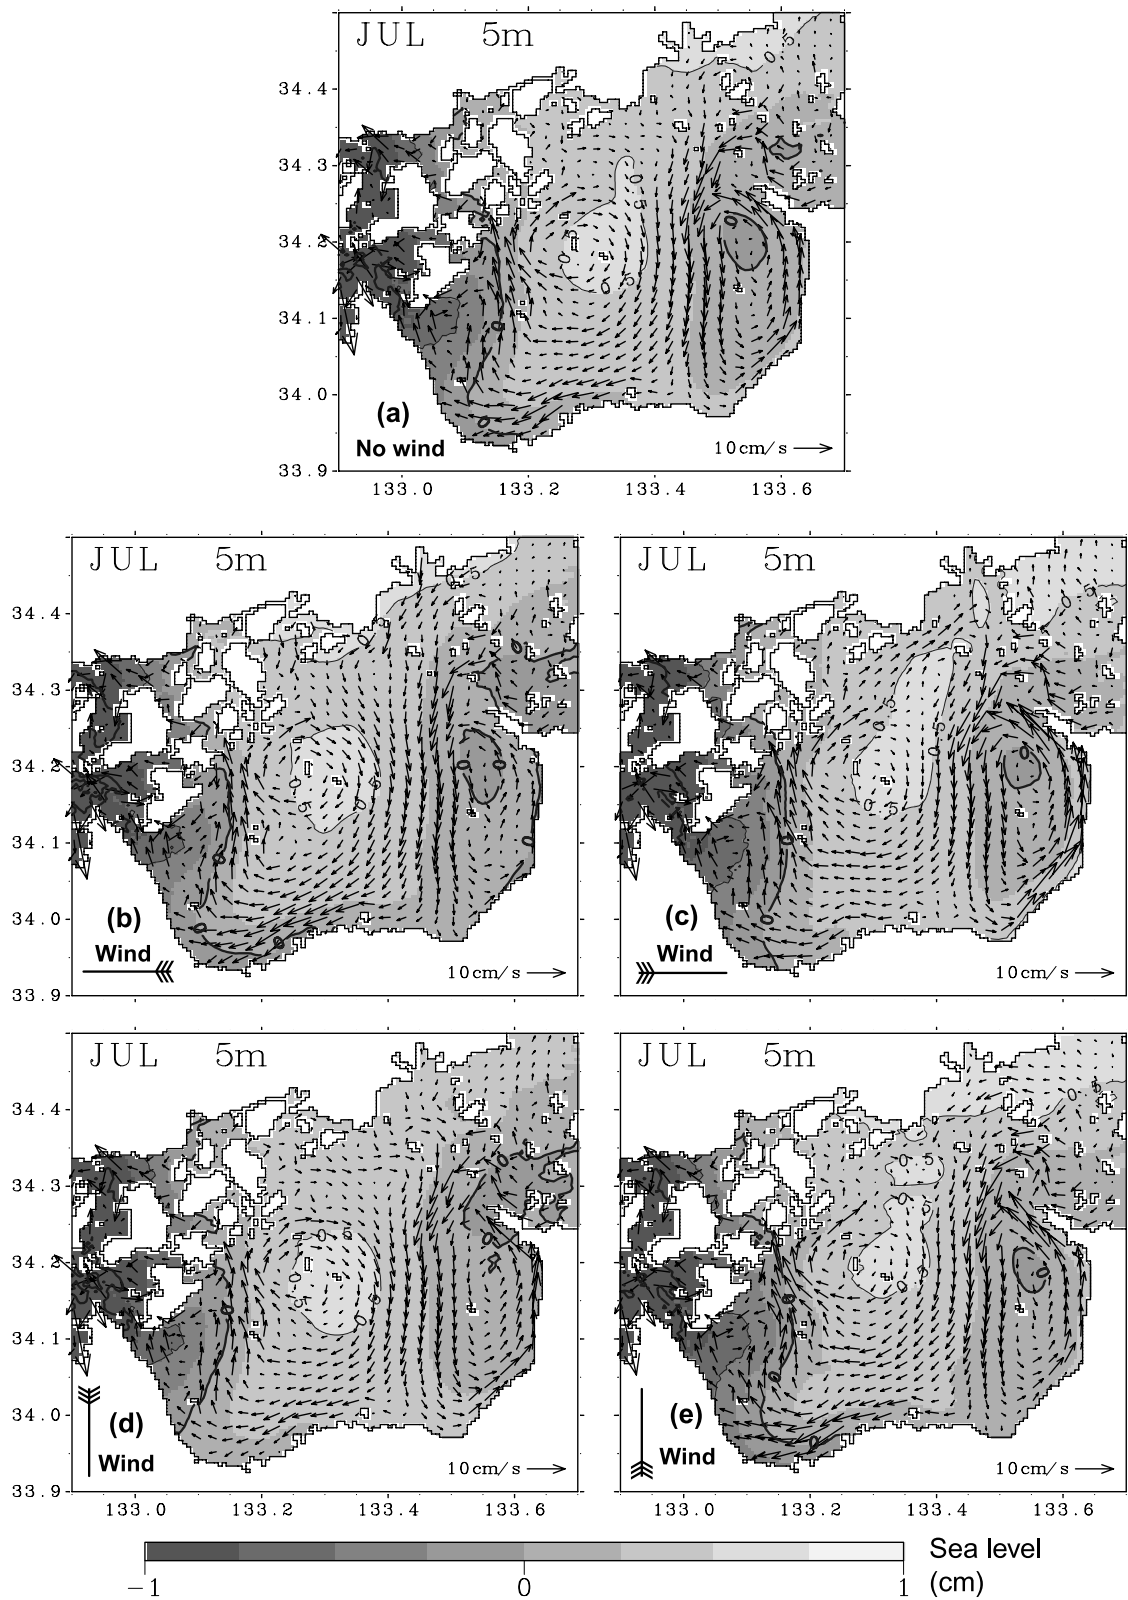 JUL 5m
34.4
34.3
34.2
34.1
34.0
33.9
(a)
No wind
10cm/s
133.0 133.2 133.4 133.6
JUL 5m
34.4
34.3
34.2
34.1
34.0
33.9
(b)
Wind
10cm/s
JUL 5m
(c)
Wind
10cm/s
JUL 5m
34.4
34.3
34.2
34.1
34.0
33.9
(d)
Wind
10cm/s
133.0 133.2 133.4 133.6
JUL 5m
(e)
Wind
10cm/s
133.0 133.2 133.4 133.6
−1 0 1
Sea level
(cm)